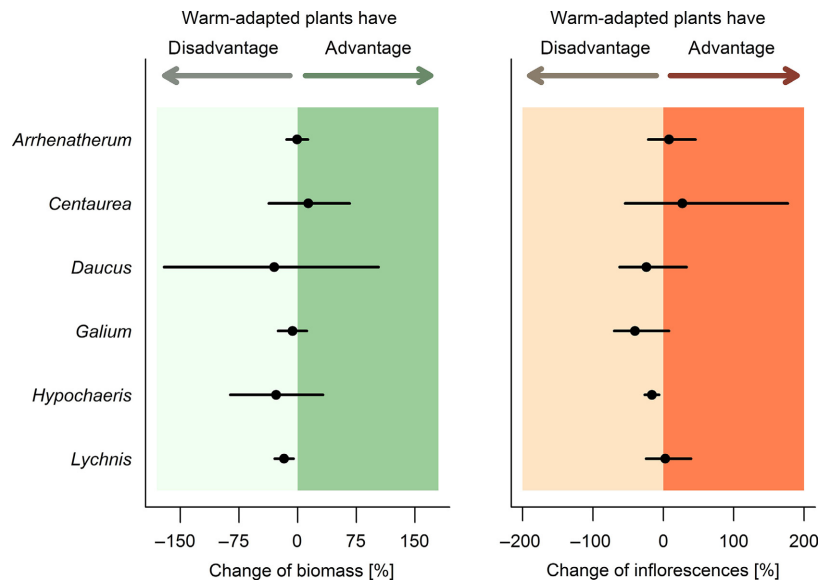 Warm-adapted plants have
Disadvantage Advantage
Warm-adapted plants have
Disadvantage Advantage
Arrhenatherum
Centaurea
Daucus
Galium
Hypochaeris
Lychnis
–150 –75 0 75 150
Change of biomass [%]
–200 –100 0 100 200
Change of inflorescences [%]